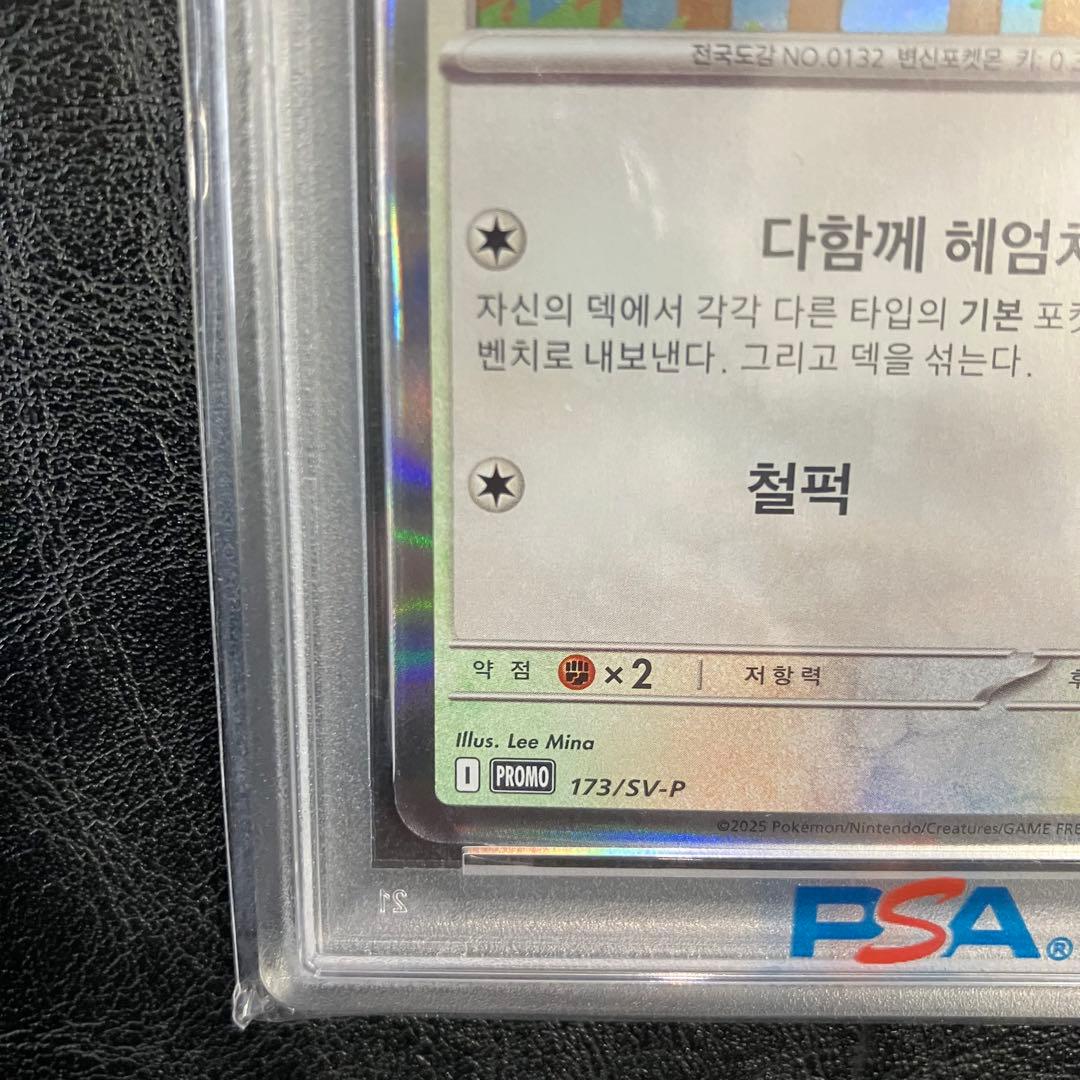 전국도감 NO.0132 변신포켓몬 키: 0.
다함께 헤엄치
자신의 덱에서 각각 다른 타입의 기본 포켓
벤치로 내보낸다. 그리고 덱을 섞는다.
철퍽
약점 ×2 저항력 후
Illus. Lee Mina
I PROMO 173/SV-P
©2025 Pokémon/Nintendo/Creatures/GAME FRE
21
PSA®